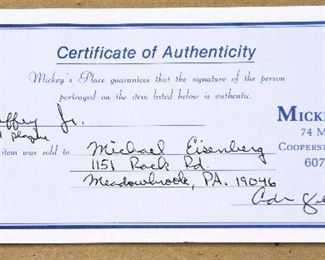 Certificate of Authenticity
Mickey's Place guarantees that the signature of the person
portrayed on the item listed below is authentic.
ffey Jr.
MICKE
74 M
item was sold to Michael Eisenberg
COOPERST
1151 Rock Rd.
607
Meadowbrook, PA. 19046